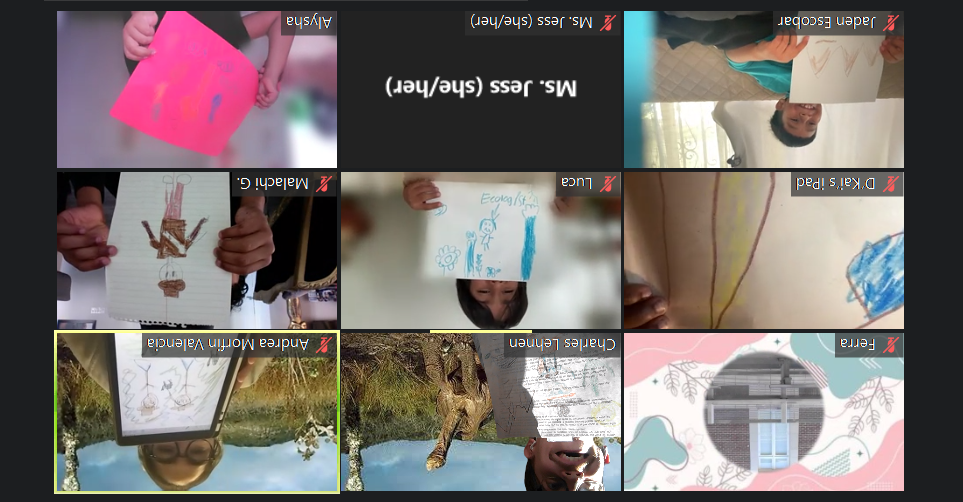 Ferra
Charles Lehnen
Andrea Morfin Valencia
Ecologist
D'Kai's iPad
Luca
Malachi G.
Ms. Jess (she/her)
Jaden Escobar
Ms. Jess (she/her)
Alysha